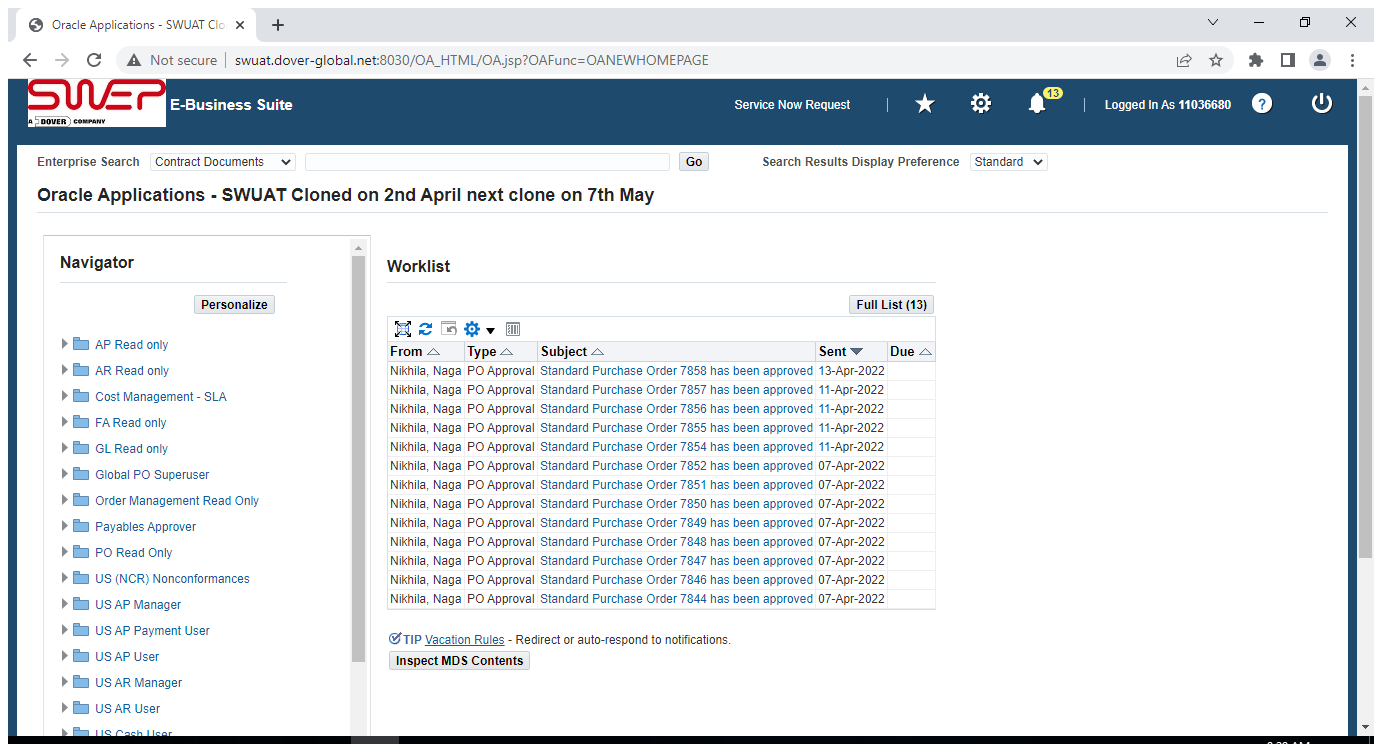 Oracle Applications - SWUAT Clo
Not secure swuat.dover-global.net:8030/OA_HTML/OA.jsp?OAFunc=OANEWHOMEPAGE
SWEP
A DOVER COMPANY
E-Business Suite
Service Now Request
13
Logged In As 11036680
?
Enterprise Search Contract Documents Go Search Results Display Preference Standard
Oracle Applications - SWUAT Cloned on 2nd April next clone on 7th May
Navigator
Personalize
AP Read only
AR Read only
Cost Management - SLA
FA Read only
GL Read only
Global PO Superuser
Order Management Read Only
Payables Approver
PO Read Only
US (NCR) Nonconformances
US AP Manager
US AP Payment User
US AP User
US AR Manager
US AR User
US Cash User
Worklist
Full List (13)
From Type Subject Sent Due
Nikhila, Naga PO Approval Standard Purchase Order 7858 has been approved 13-Apr-2022
Nikhila, Naga PO Approval Standard Purchase Order 7857 has been approved 11-Apr-2022
Nikhila, Naga PO Approval Standard Purchase Order 7856 has been approved 11-Apr-2022
Nikhila, Naga PO Approval Standard Purchase Order 7855 has been approved 11-Apr-2022
Nikhila, Naga PO Approval Standard Purchase Order 7854 has been approved 11-Apr-2022
Nikhila, Naga PO Approval Standard Purchase Order 7852 has been approved 07-Apr-2022
Nikhila, Naga PO Approval Standard Purchase Order 7851 has been approved 07-Apr-2022
Nikhila, Naga PO Approval Standard Purchase Order 7850 has been approved 07-Apr-2022
Nikhila, Naga PO Approval Standard Purchase Order 7849 has been approved 07-Apr-2022
Nikhila, Naga PO Approval Standard Purchase Order 7848 has been approved 07-Apr-2022
Nikhila, Naga PO Approval Standard Purchase Order 7847 has been approved 07-Apr-2022
Nikhila, Naga PO Approval Standard Purchase Order 7846 has been approved 07-Apr-2022
Nikhila, Naga PO Approval Standard Purchase Order 7844 has been approved 07-Apr-2022
TIP Vacation Rules - Redirect or auto-respond to notifications.
Inspect MDS Contents